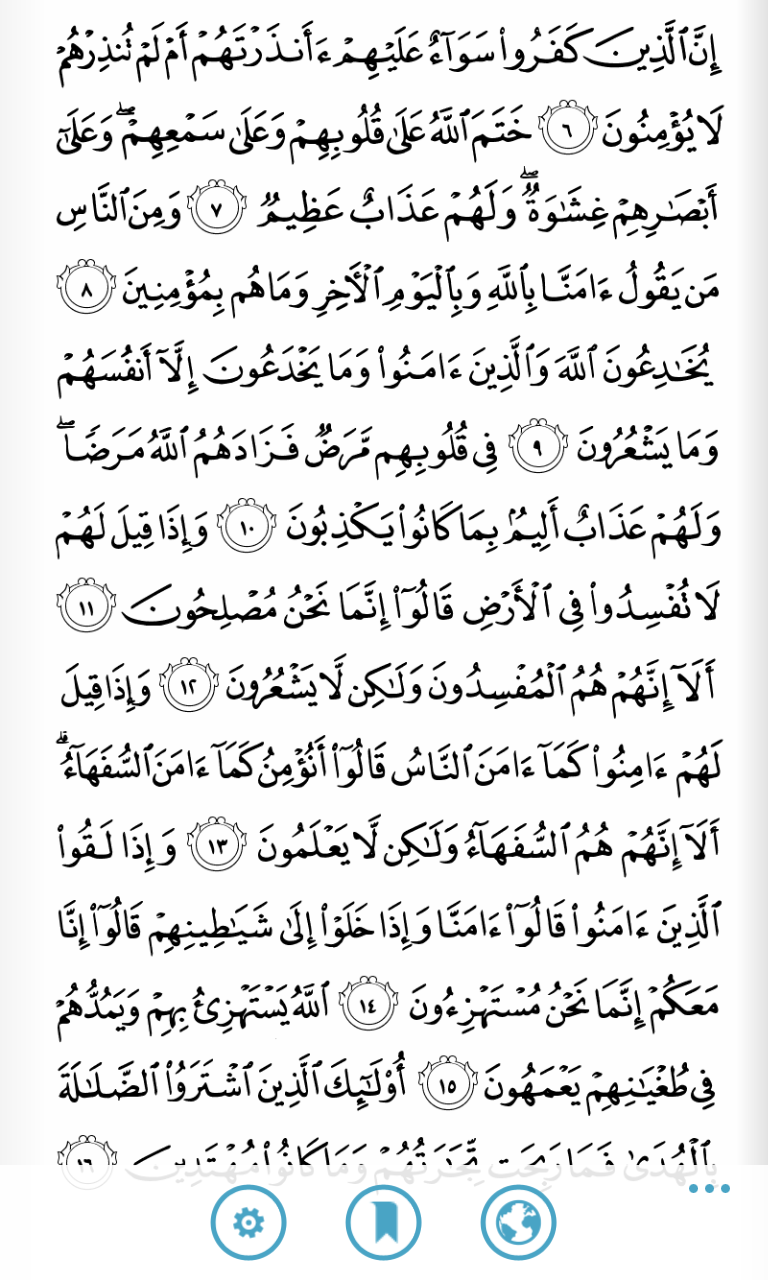 إِنَّ ٱلَّذِينَ كَفَرُوا۟ سَوَآءٌ عَلَيْهِمْ ءَأَنذَرْتَهُمْ أَمْ لَمْ تُنذِرْهُمْ
لَا يُؤْمِنُونَ ٦ خَتَمَ ٱللَّهُ عَلَىٰ قُلُوبِهِمْ وَعَلَىٰ سَمْعِهِمْ ۖ وَعَلَىٰٓ
أَبْصَـٰرِهِمْ غِشَـٰوَةٌ ۖ وَلَهُمْ عَذَابٌ عَظِيمٌ ٧ وَمِنَ ٱلنَّاسِ
مَن يَقُولُ ءَامَنَّا بِٱللَّهِ وَبِٱلْيَوْمِ ٱلْـَٔاخِرِ وَمَا هُم بِمُؤْمِنِينَ ٨
يُخَـٰدِعُونَ ٱللَّهَ وَٱلَّذِينَ ءَامَنُوا۟ وَمَا يَخْدَعُونَ إِلَّآ أَنفُسَهُمْ
وَمَا يَشْعُرُونَ ٩ فِى قُلُوبِهِم مَّرَضٌ فَزَادَهُمُ ٱللَّهُ مَرَضًا ۖ
وَلَهُمْ عَذَابٌ أَلِيمٌۢ بِمَا كَانُوا۟ يَكْذِبُونَ ١٠ وَإِذَا قِيلَ لَهُمْ
لَا تُفْسِدُوا۟ فِى ٱلْأَرْضِ قَالُوٓا۟ إِنَّمَا نَحْنُ مُصْلِحُونَ ١١
أَلَآ إِنَّهُمْ هُمُ ٱلْمُفْسِدُونَ وَلَـٰكِن لَّا يَشْعُرُونَ ١٢ وَإِذَا قِيلَ
لَهُمْ ءَامِنُوا۟ كَمَآ ءَامَنَ ٱلنَّاسُ قَالُوٓا۟ أَنُؤْمِنُ كَمَآ ءَامَنَ ٱلسُّفَهَآءُ ۗ
أَلَآ إِنَّهُمْ هُمُ ٱلسُّفَهَآءُ وَلَـٰكِن لَّا يَعْلَمُونَ ١٣ وَإِذَا لَقُوا۟
ٱلَّذِينَ ءَامَنُوا۟ قَالُوٓا۟ ءَامَنَّا وَإِذَا خَلَوْا۟ إِلَىٰ شَيَـٰطِينِهِمْ قَالُوٓا۟ إِنَّا
مَعَكُمْ إِنَّمَا نَحْنُ مُسْتَهْزِءُونَ ١٤ ٱللَّهُ يَسْتَهْزِئُ بِهِمْ وَيَمُدُّهُمْ
فِى طُغْيَـٰنِهِمْ يَعْمَهُونَ ١٥ أُو۟لَـٰٓئِكَ ٱلَّذِينَ ٱشْتَرَوُا۟ ٱلضَّلَـٰلَةَ
بِٱلْهُدَىٰ فَمَا رَبِحَت تِّجَـٰرَتُهُمْ وَمَا كَانُوا۟ مُهْتَدِينَ ١٦